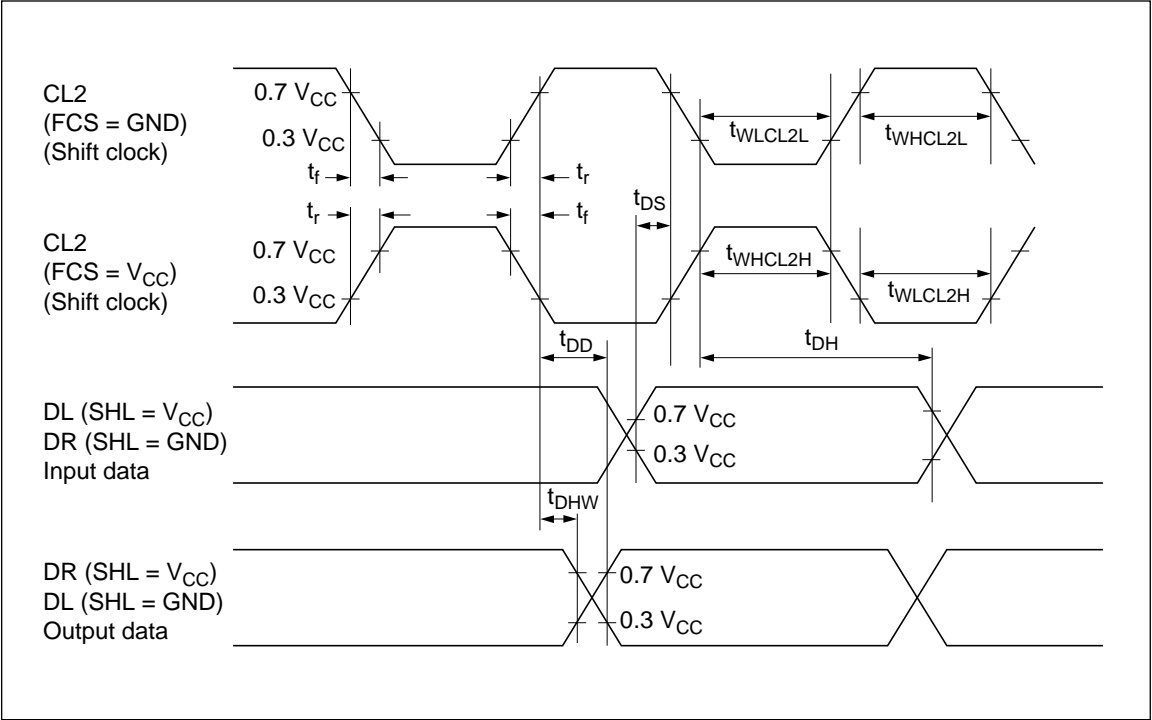 CL2
(FCS = GND)
(Shift clock)
0.7 VCC
0.3 VCC
tf
tr
tWLCL2L
tWHCL2L
tDS
tr
tf
CL2
(FCS = VCC)
(Shift clock)
0.7 VCC
0.3 VCC
tWHCL2H
tWLCL2H
tDD
tDH
DL (SHL = VCC)
DR (SHL = GND)
Input data
0.7 VCC
0.3 VCC
tDHW
DR (SHL = VCC)
DL (SHL = GND)
Output data
0.7 VCC
0.3 VCC